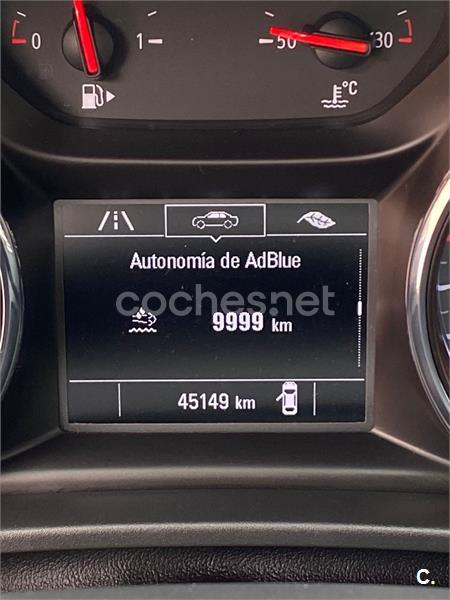 0 1 50 130
°C
Autonomía de AdBlue
coches.net
9999 km
45149 km
C.